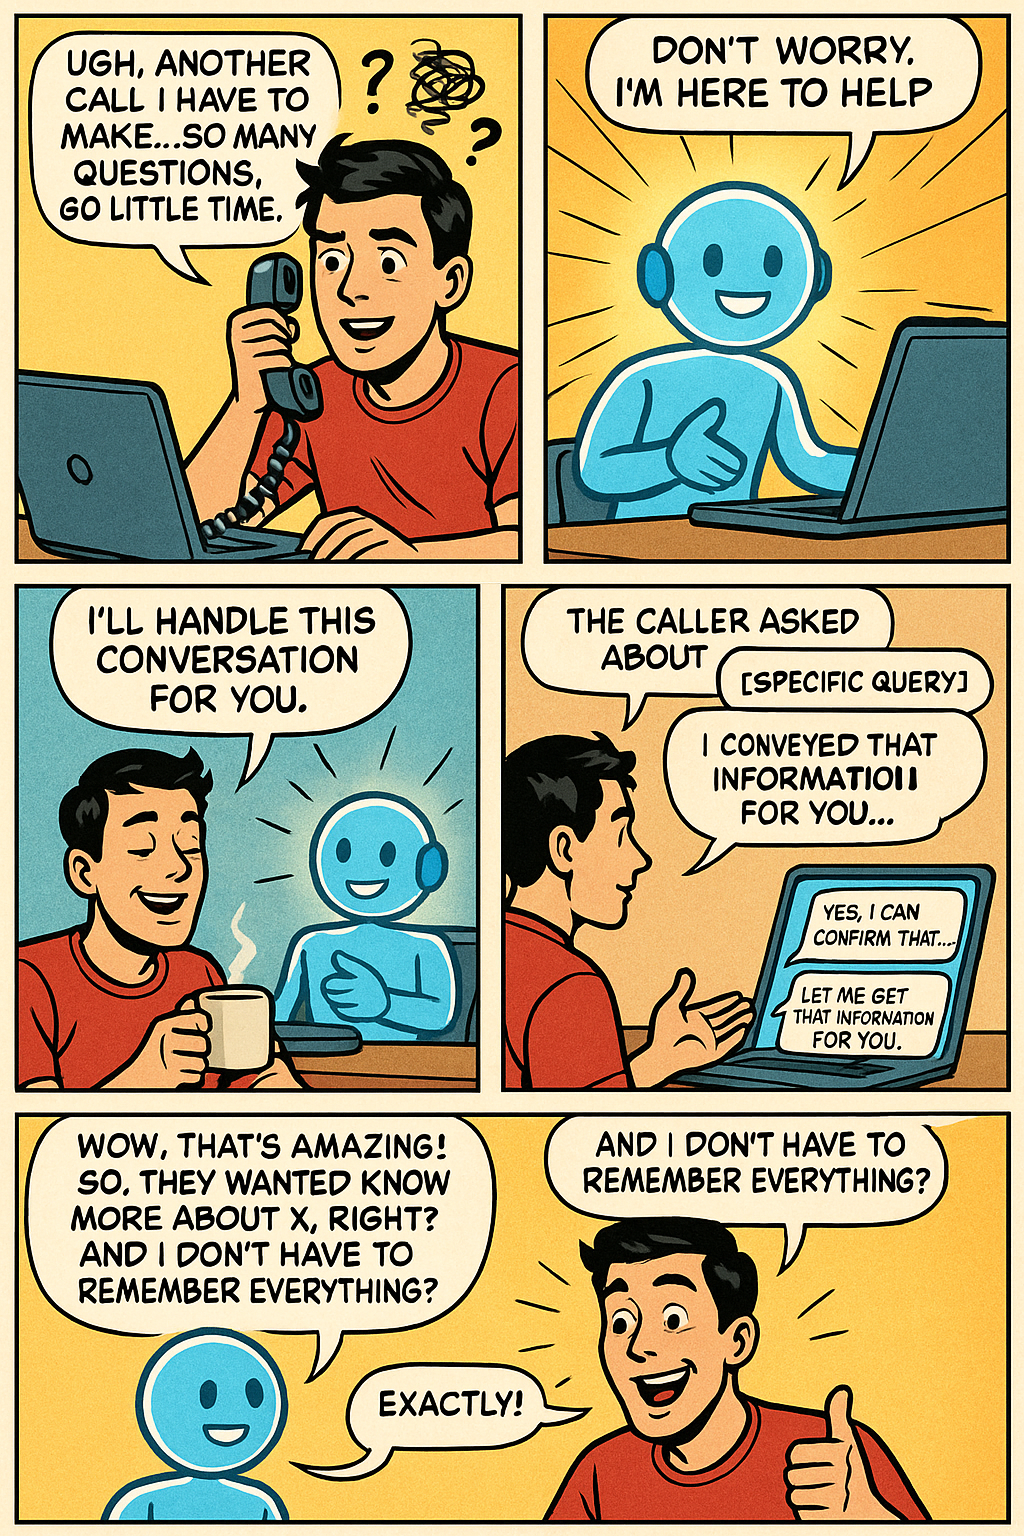 UGH, ANOTHER
CALL I HAVE TO
MAKE...SO MANY
QUESTIONS,
GO LITTLE TIME.
?
?
DON'T WORRY.
I'M HERE TO HELP
I'LL HANDLE THIS
CONVERSATION
FOR YOU.
THE CALLER ASKED
ABOUT
[SPECIFIC QUERY]
I CONVEYED THAT
INFORMATIOII
FOR YOU...
YES, I CAN
CONFIRM THAT....
LET ME GET
THAT INFORNATION
FOR YOU.
WOW, THAT'S AMAZING!
SO, THEY WANTED KNOW
MORE ABOUT X, RIGHT?
AND I DON'T HAVE TO
REMEMBER EVERYTHING?
AND I DON'T HAVE TO
REMEMBER EVERYTHING?
EXACTLY!